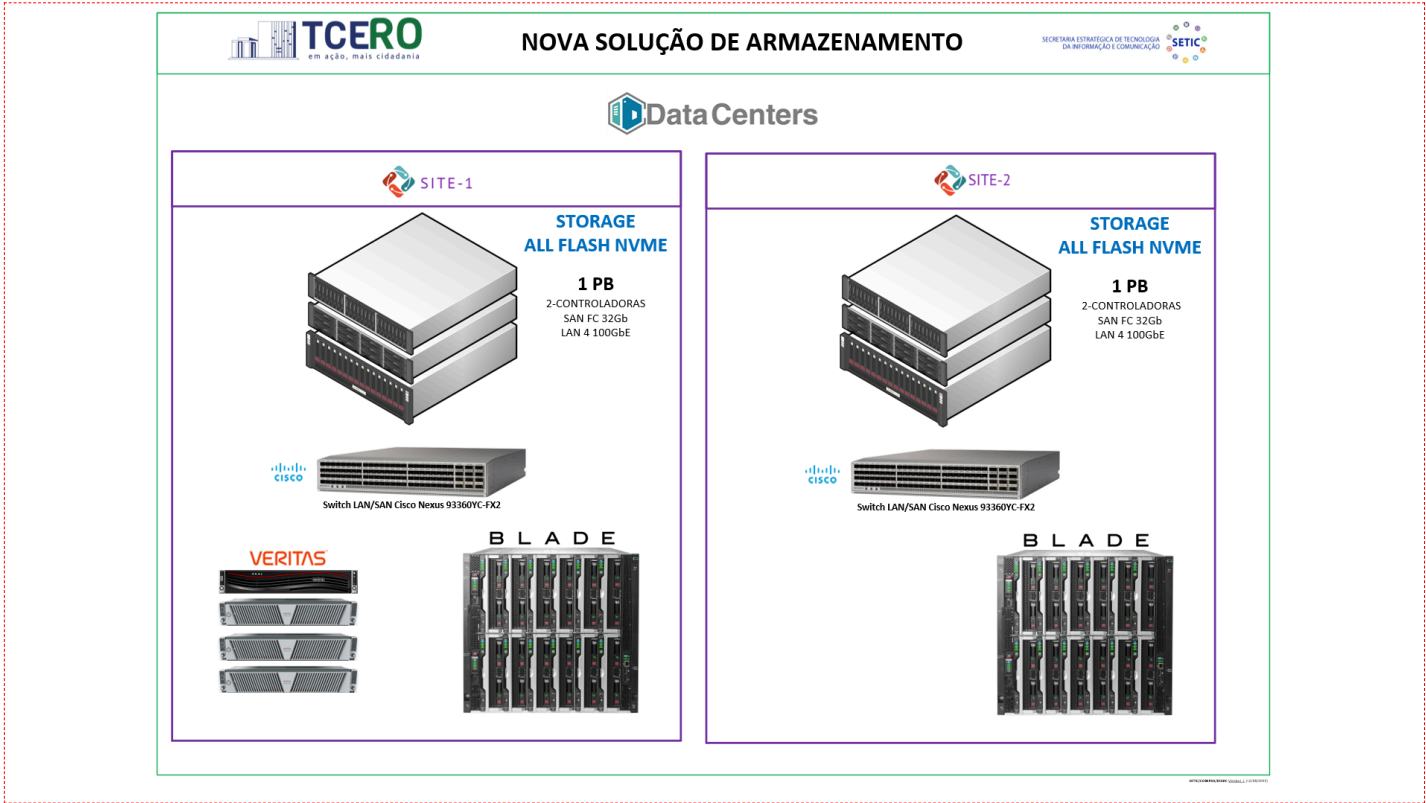 TCERO
em ação, mais cidadania
NOVA SOLUÇÃO DE ARMAZENAMENTO
SECRETARIA ESTRATÉGICA DE TECNOLOGIA
DA INFORMAÇÃO E COMUNICAÇÃO
SETIC
Data Centers
SITE-1
STORAGE
ALL FLASH NVME
1 PB
2-CONTROLADORAS
SAN FC 32Gb
LAN 4 100GbE
CISCO
Switch LAN/SAN Cisco Nexus 93360YC-FX2
VERITAS
BLADE
SITE-2
STORAGE
ALL FLASH NVME
1 PB
2-CONTROLADORAS
SAN FC 32Gb
LAN 4 100GbE
CISCO
Switch LAN/SAN Cisco Nexus 93360YC-FX2
BLADE